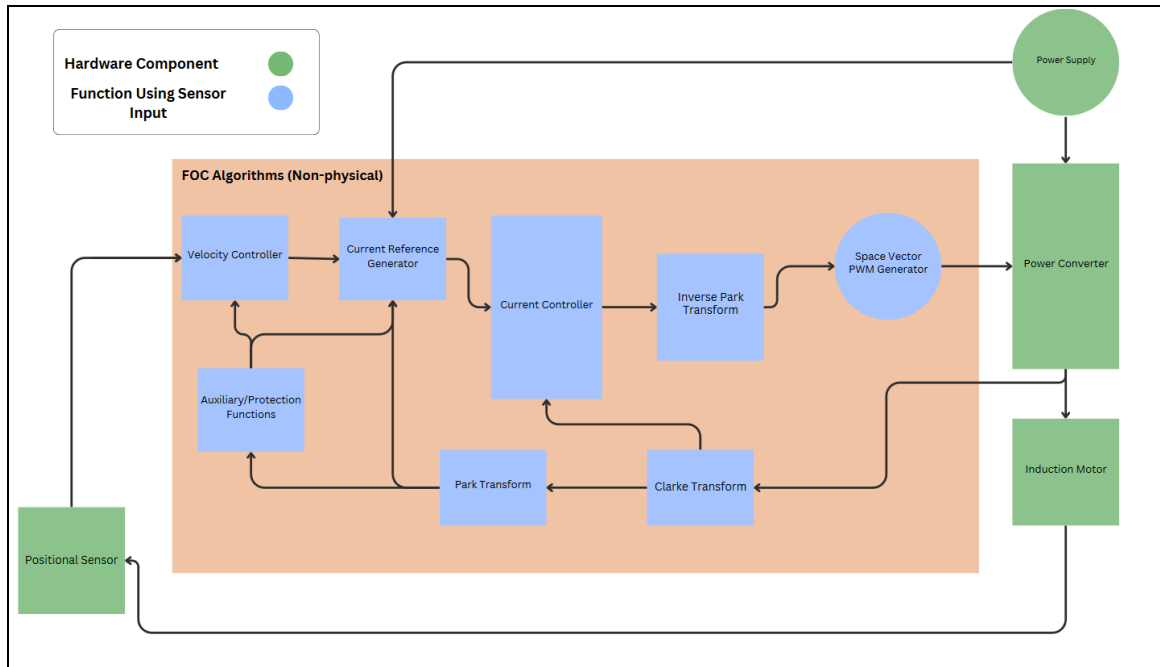 Hardware Component
Function Using Sensor
Input
Power Supply
FOC Algorithms (Non-physical)
Velocity Controller
Current Reference
Generator
Current Controller
Inverse Park
Transform
Space Vector
PWM Generator
Power Converter
Auxiliary/Protection
Functions
Park Transform
Clarke Transform
Induction Motor
Positional Sensor